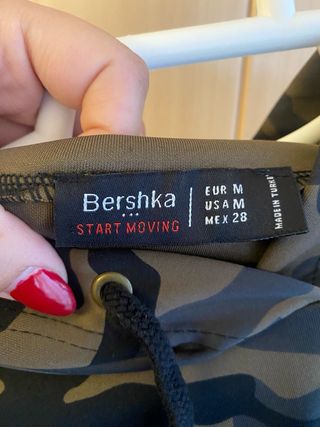 Bershka
START MOVING
EUR M
USA M
MEX 28
MADE IN TURKEY